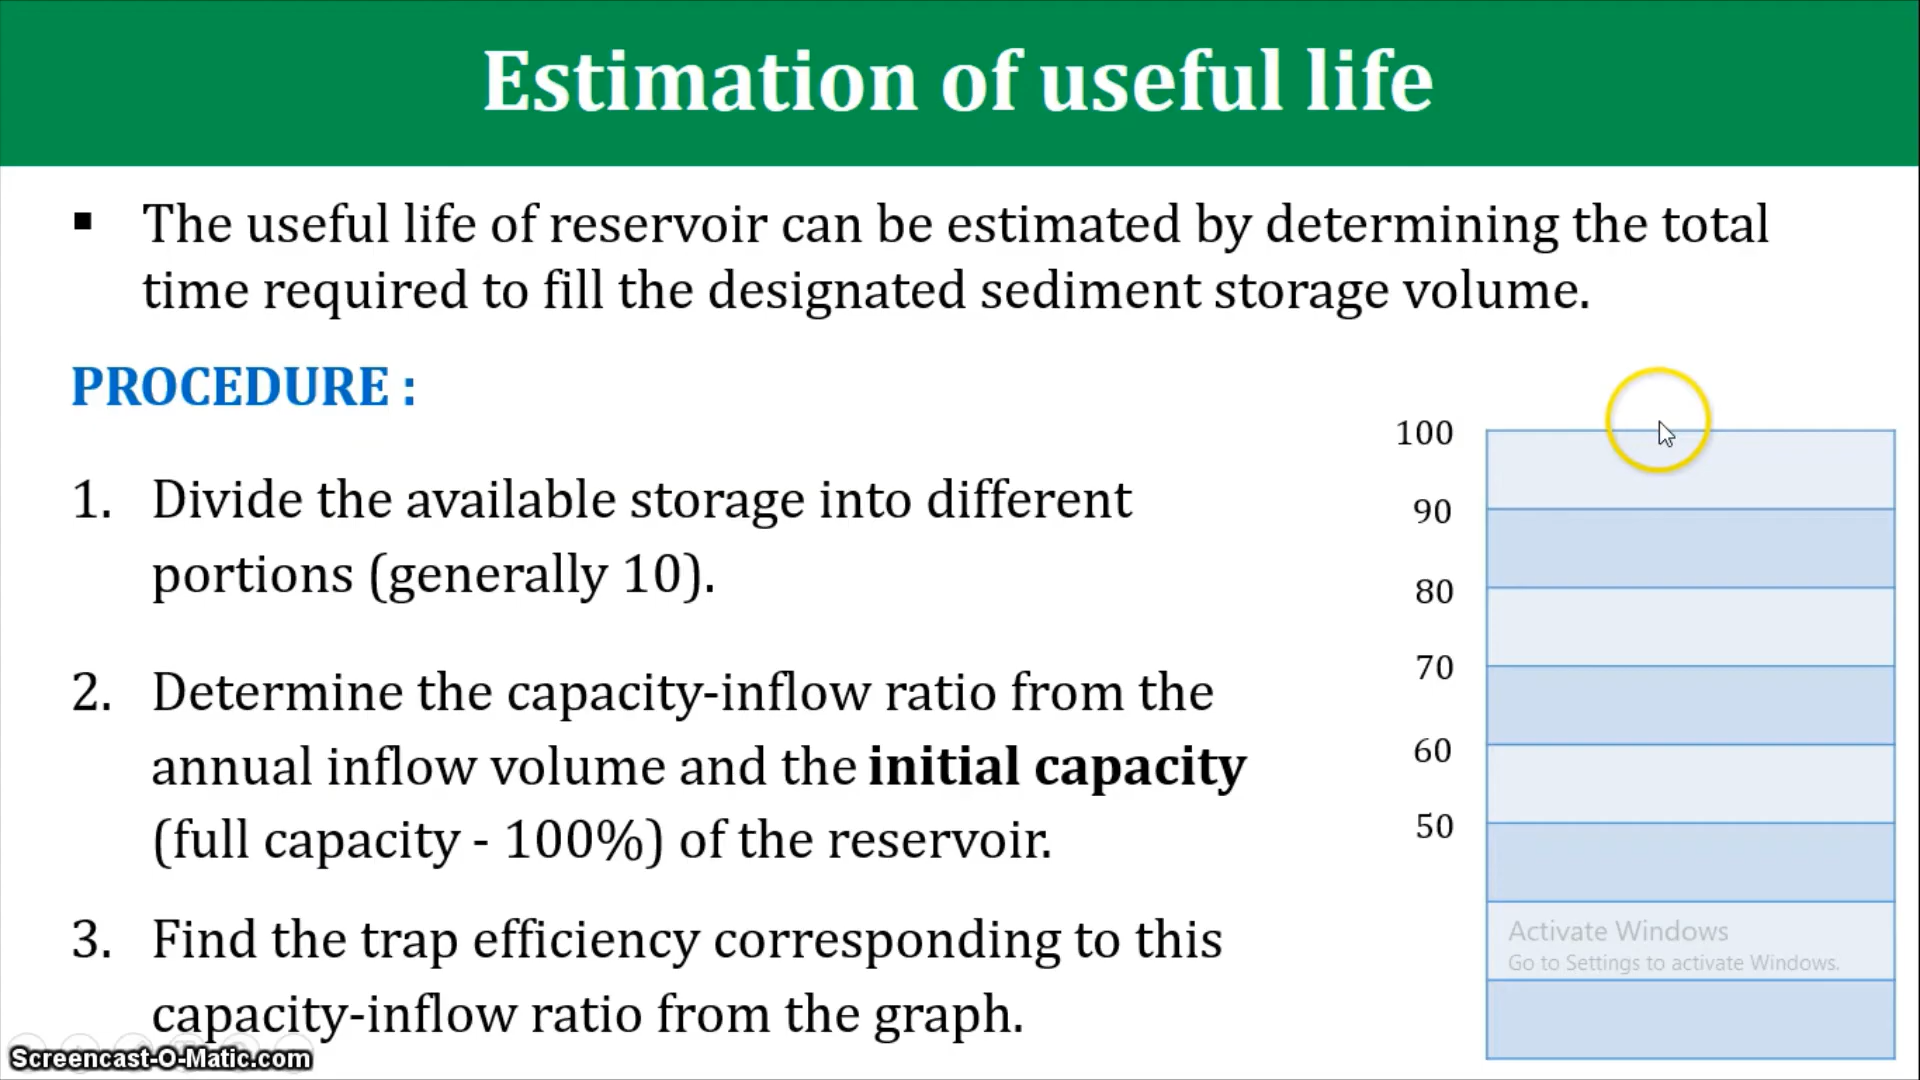 Estimation of useful life
▪ The useful life of reservoir can be estimated by determining the total
time required to fill the designated sediment storage volume.
PROCEDURE :
1. Divide the available storage into different
portions (generally 10).
2. Determine the capacity-inflow ratio from the
annual inflow volume and the initial capacity
(full capacity - 100%) of the reservoir.
3. Find the trap efficiency corresponding to this
capacity-inflow ratio from the graph.
100
90
80
70
60
50
Activate Windows
Go to Settings to activate Windows.
Screencast-O-Matic.com